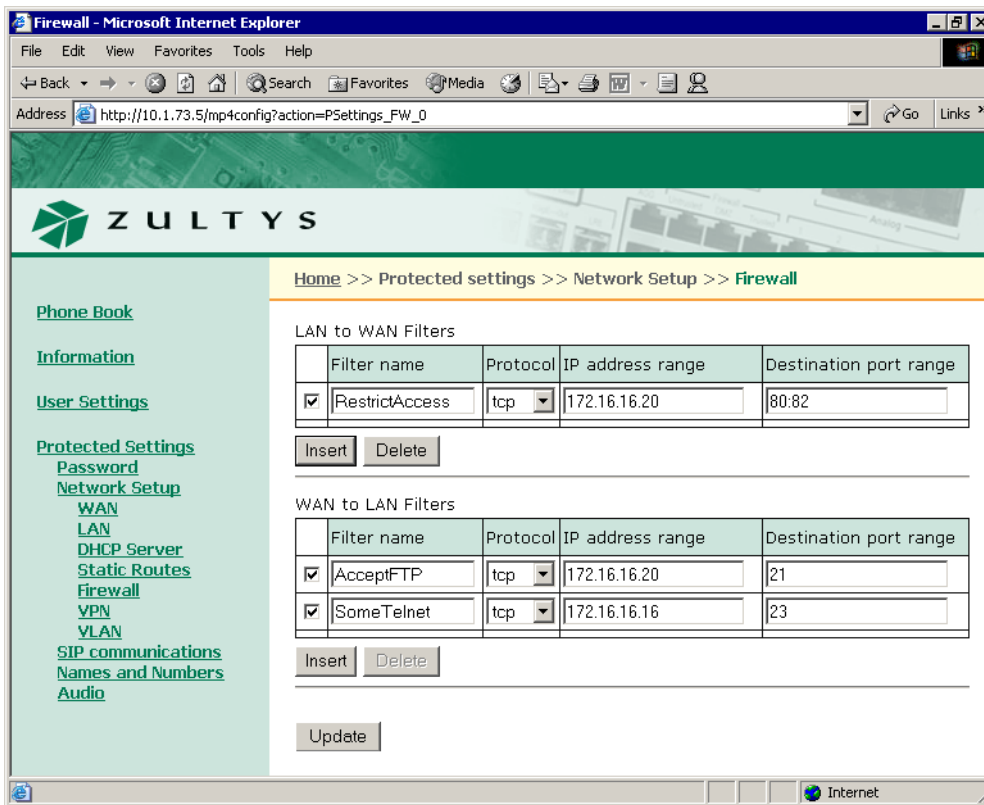 Firewall - Microsoft Internet Explorer
File Edit View Favorites Tools Help
Back Search Favorites Media
Address http://10.1.73.5/mp4config?action=PSettings_FW_0 Go Links »
ZULTYS
Home >> Protected settings >> Network Setup >> Firewall
Phone Book
Information
User Settings
Protected Settings
Password
Network Setup
WAN
LAN
DHCP Server
Static Routes
Firewall
VPN
VLAN
SIP communications
Names and Numbers
Audio
LAN to WAN Filters
Filter name Protocol IP address range Destination port range
RestrictAccess tcp 172.16.16.20 80:82
Insert Delete
WAN to LAN Filters
Filter name Protocol IP address range Destination port range
AcceptFTP tcp 172.16.16.20 21
SomeTelnet tcp 172.16.16.16 23
Insert Delete
Update
Internet